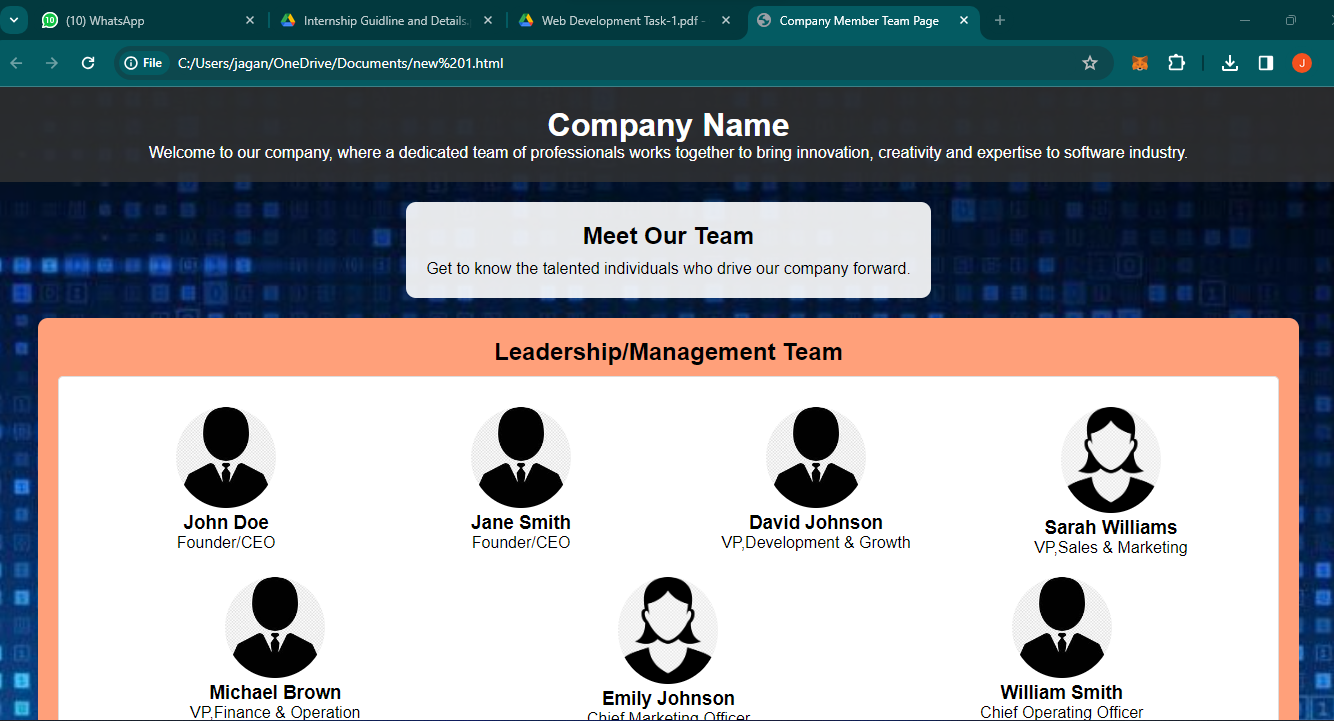 10
(10) WhatsApp
Internship Guidline and Details.
Web Development Task-1.pdf -
Company Member Team Page
File
C:/Users/jagan/OneDrive/Documents/new%201.html
J
Company Name
Welcome to our company, where a dedicated team of professionals works together to bring innovation, creativity and expertise to software industry.
Meet Our Team
Get to know the talented individuals who drive our company forward.
Leadership/Management Team
John Doe
Founder/CEO
Jane Smith
Founder/CEO
David Johnson
VP,Development & Growth
Sarah Williams
VP,Sales & Marketing
Michael Brown
VP,Finance & Operation
Emily Johnson
Chief Marketing Officer
William Smith
Chief Operating Officer